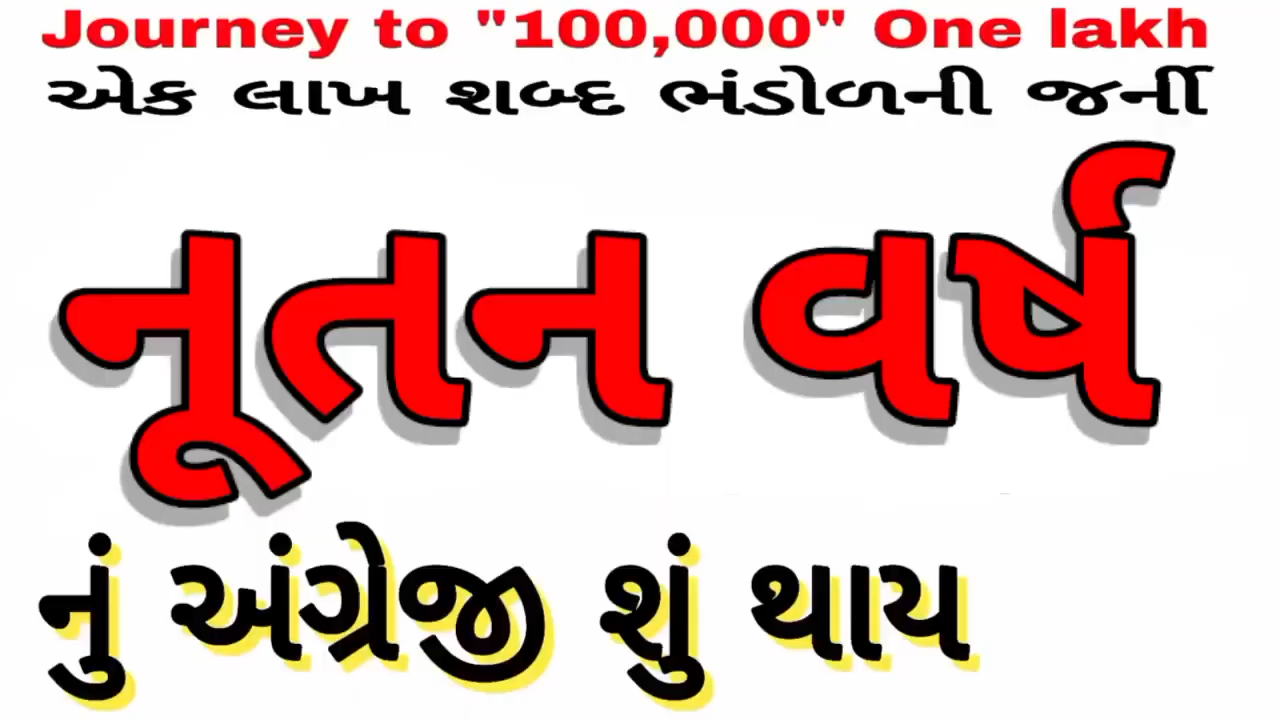 Journey to "100,000" One lakh
એક લાખ શબ્દ ભંડોળની જર્ની
નૂતન વર્ષ
નું અંગ્રેજી શું થાય